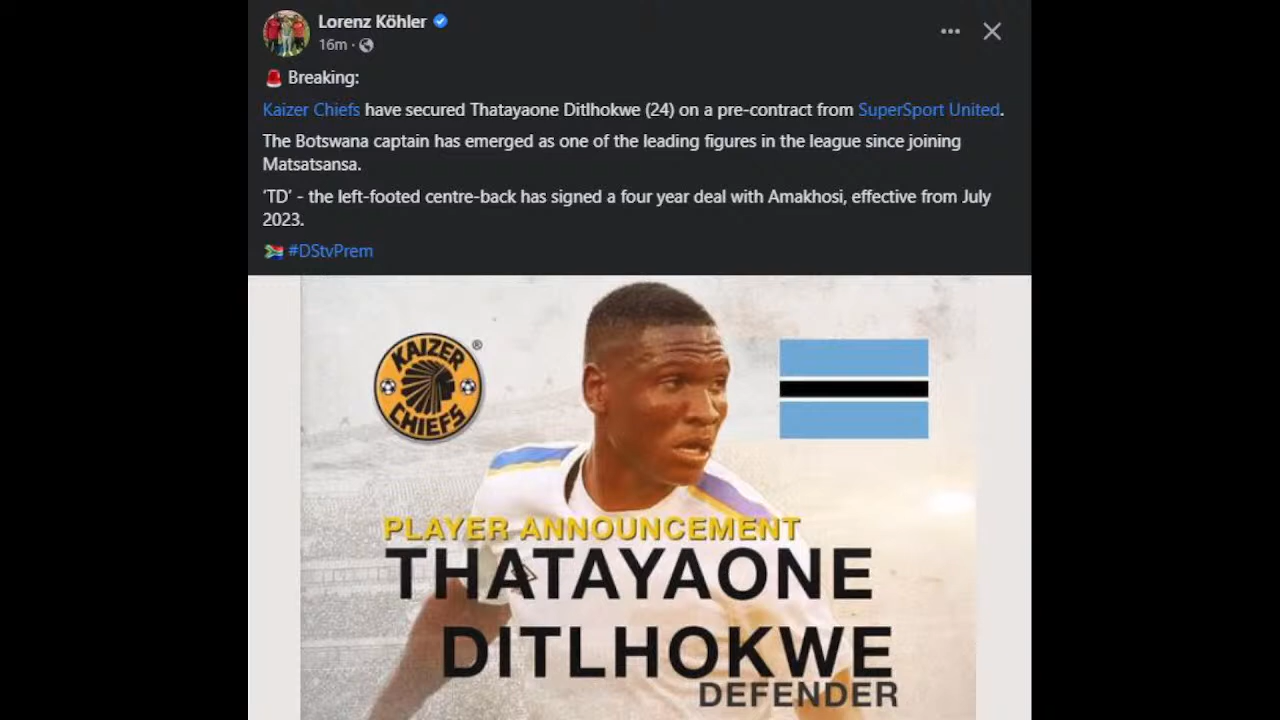 Lorenz Köhler
16m ·
🚨 Breaking:
Kaizer Chiefs have secured Thatayaone Ditlhokwe (24) on a pre-contract from SuperSport United.
The Botswana captain has emerged as one of the leading figures in the league since joining
Matsatsansa.
‘TD’ - the left-footed centre-back has signed a four year deal with Amakhosi, effective from July
2023.
🇿🇦 #DStvPrem
KAIZER
®
CHIEFS
PLAYER ANNOUNCEMENT
THATAYAONE
DITLHOKWE
DEFENDER